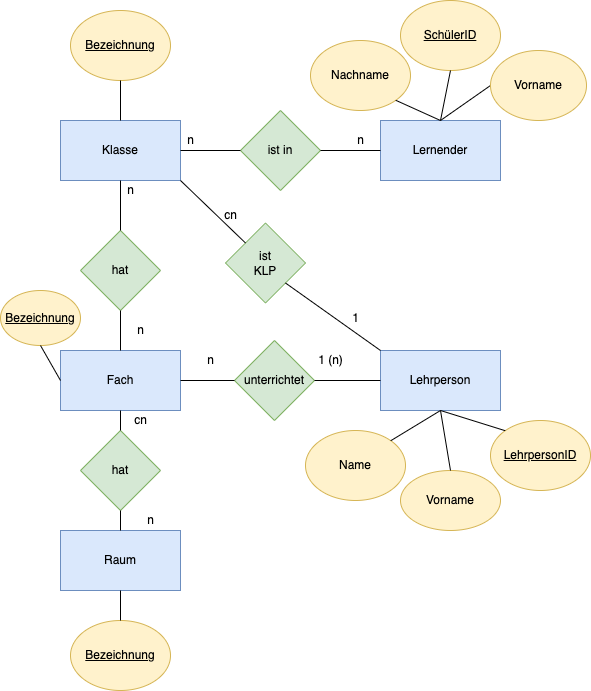 Bezeichnung
SchülerID
Nachname
Vorname
Klasse
n
ist in
n
Lernender
n
cn
ist
KLP
hat
1
Bezeichnung
n
Fach
n
unterrichtet
1 (n)
Lehrperson
cn
hat
Name
Vorname
LehrpersonID
n
Raum
Bezeichnung